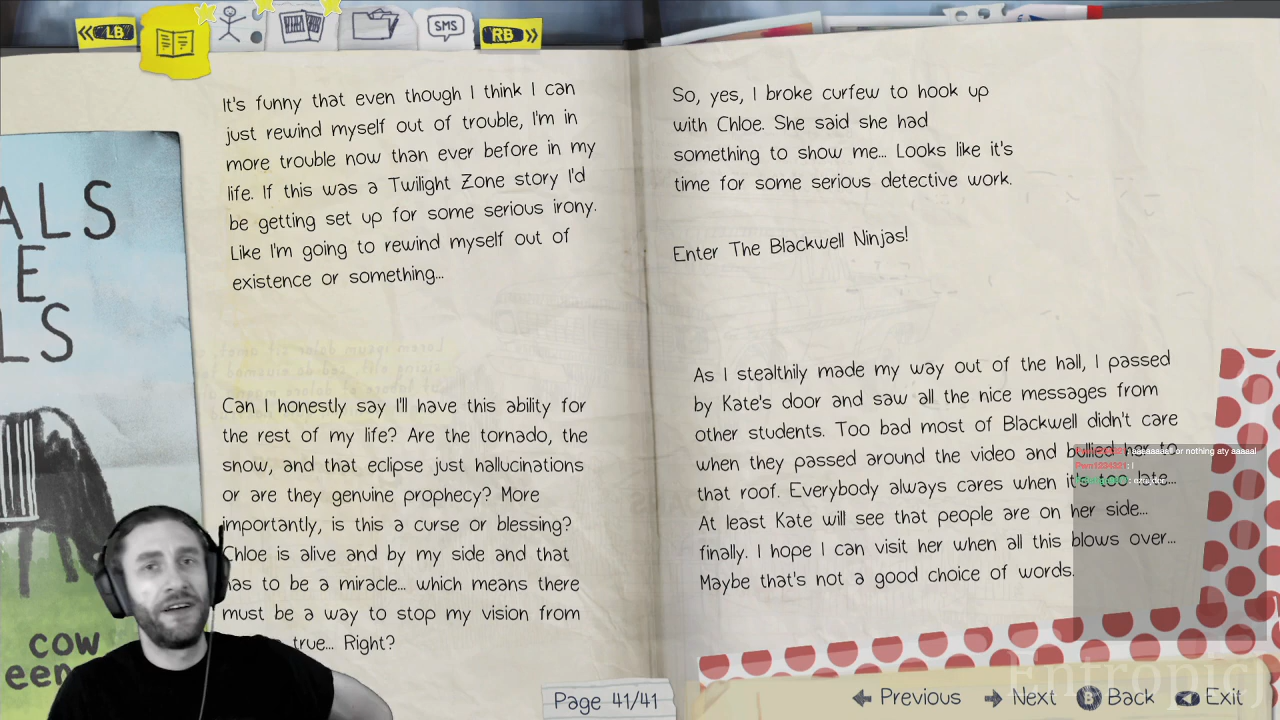 LB
SMS
RB
It's funny that even though I think I can
just rewind myself out of trouble, I'm in
more trouble now than ever before in my
life. If this was a Twilight Zone story I'd
be getting set up for some serious irony.
Like I'm going to rewind myself out of
existence or something...
Can I honestly say I'll have this ability for
the rest of my life? Are the tornado, the
snow, and that eclipse just hallucinations
or are they genuine prophecy? More
importantly, is this a curse or blessing?
Chloe is alive and by my side and that
has to be a miracle... which means there
must be a way to stop my vision from
true... Right?
ALS
E
LS
cow
een
So, yes, I broke curfew to hook up
with Chloe. She said she had
something to show me... Looks like it's
time for some serious detective work.
Enter The Blackwell Ninjas!
As I stealthily made my way out of the hall, I passed
by Kate's door and saw all the nice messages from
other students. Too bad most of Blackwell didn't care
when they passed around the video and bullied her to
that roof. Everybody always cares when it's too late...
At least Kate will see that people are on her side...
finally. I hope I can visit her when all this blows over...
Maybe that's not a good choice of words.
or nothing
EntropicJ
Page 41/41
Previous
Next
B Back
Exit